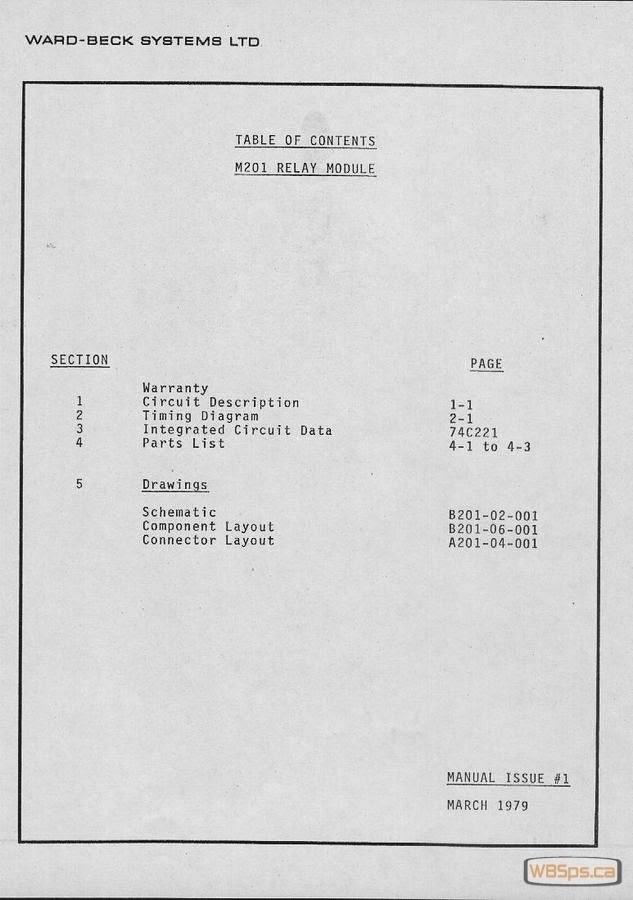 WARD-BECK SYSTEMS LTD.
TABLE OF CONTENTS
M201 RELAY MODULE
SECTION PAGE
Warranty
1 Circuit Description 1-1
2 Timing Diagram 2-1
3 Integrated Circuit Data 74C221
4 Parts List 4-1 to 4-3
5 Drawings
Schematic B201-02-001
Component Layout B201-06-001
Connector Layout A201-04-001
MANUAL ISSUE #1
MARCH 1979
WBSps.ca